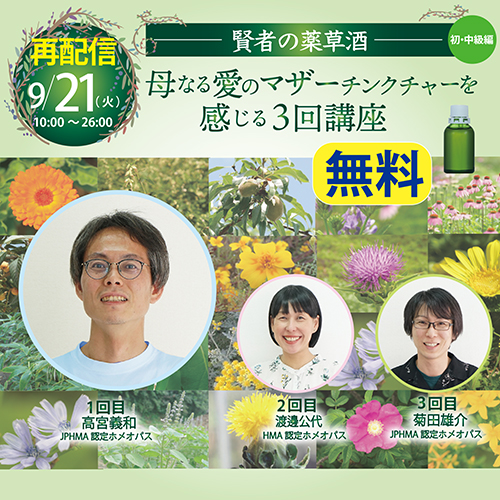 再配信
9/21(火)
10:00～26:00
賢者の薬草酒
初・中級編
母なる愛のマザーチンクチャーを
感じる3回講座
無料
1回目
高宮義和
JPHMA 認定ホメオパス
2回目
渡邊公代
HMA 認定ホメオパス
3回目
菊田雄介
JPHMA 認定ホメオパス